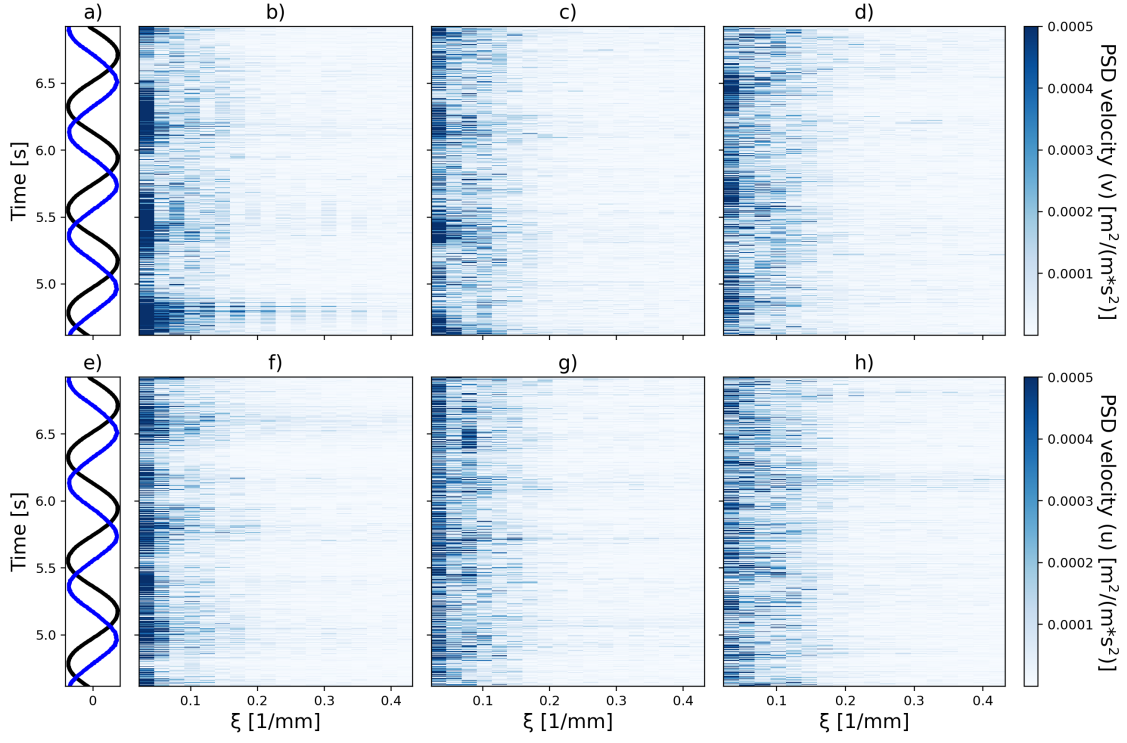 a) b) c) d)
6.5
6.0
5.5
5.0
Time [s]
0.0005
0.0004
0.0003
0.0002
0.0001
PSD velocity (v) [m²/(m*s²)]
e) f) g) h)
6.5
6.0
5.5
5.0
Time [s]
0.0005
0.0004
0.0003
0.0002
0.0001
PSD velocity (u) [m²/(m*s²)]
0 0.1 0.2 0.3 0.4 0.1 0.2 0.3 0.4 0.1 0.2 0.3 0.4
ξ [1/mm] ξ [1/mm] ξ [1/mm]